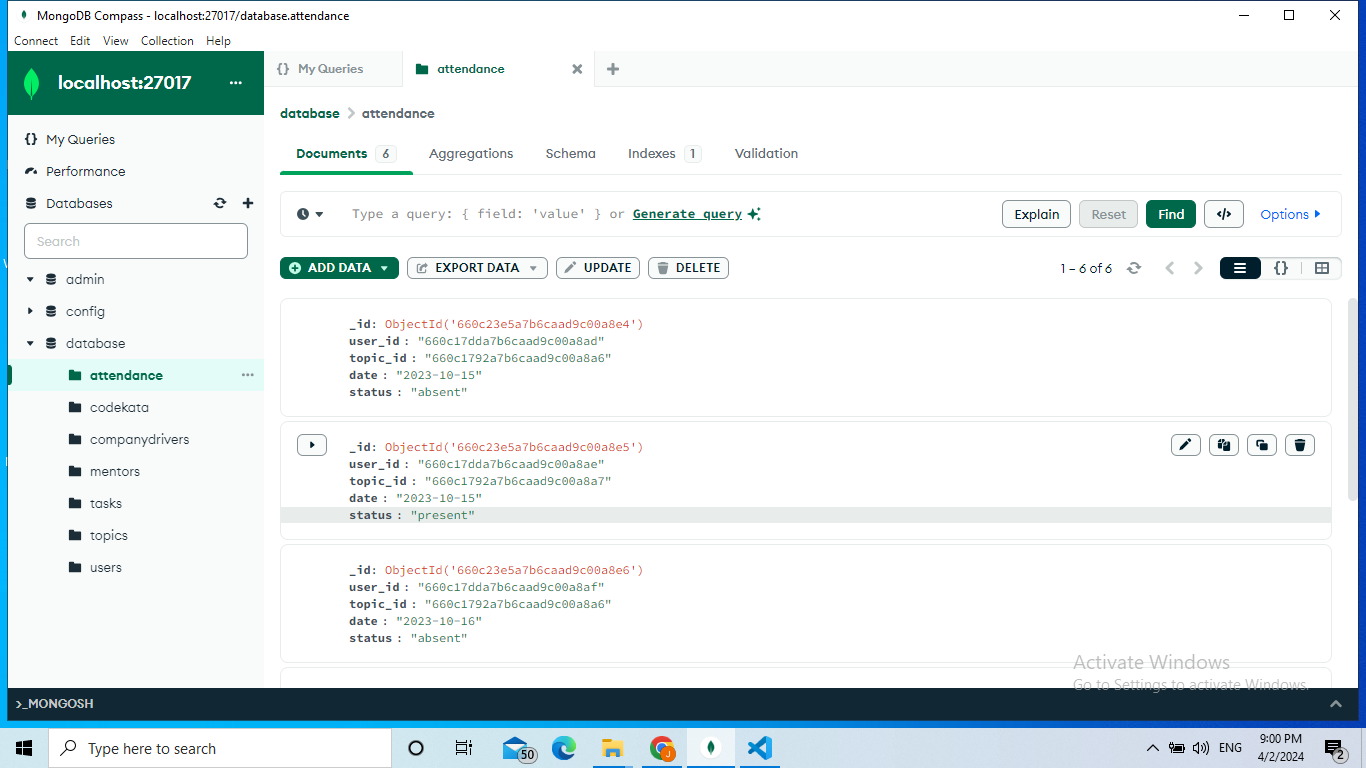 MongoDB Compass - localhost:27017/database.attendance
Connect Edit View Collection Help
localhost:27017 ...
{} My Queries
attendance
My Queries
Performance
Databases
Search
admin
config
database
attendance ...
codekata
companydrivers
mentors
tasks
topics
users
database > attendance
Documents 6 Aggregations Schema Indexes 1 Validation
Type a query: { field: 'value' } or Generate query
Explain Reset Find </> Options
ADD DATA EXPORT DATA UPDATE DELETE
1 – 6 of 6 {}
_id: ObjectId('660c23e5a7b6caad9c00a8e4')
user_id : "660c17dda7b6caad9c00a8ad"
topic_id : "660c1792a7b6caad9c00a8a6"
date : "2023-10-15"
status : "absent"
_id: ObjectId('660c23e5a7b6caad9c00a8e5')
user_id : "660c17dda7b6caad9c00a8ae"
topic_id : "660c1792a7b6caad9c00a8a7"
date : "2023-10-15"
status : "present"
_id: ObjectId('660c23e5a7b6caad9c00a8e6')
user_id : "660c17dda7b6caad9c00a8af"
topic_id : "660c1792a7b6caad9c00a8a6"
date : "2023-10-16"
status : "absent"
Activate Windows
Go to Settings to activate Windows.
>_MONGOSH
Type here to search
50
J
ENG
9:00 PM
4/2/2024
2